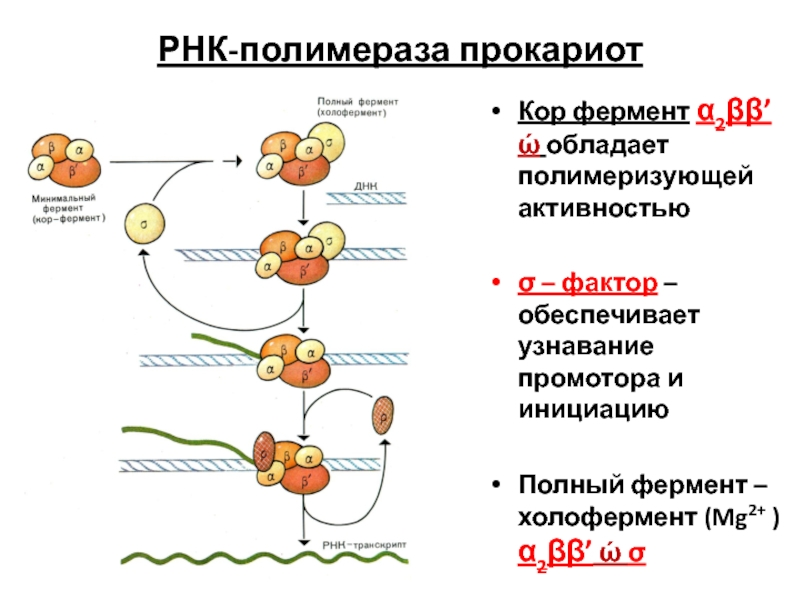 РНК-полимераза прокариот
Полный фермент
(холофермент)
β α σ
α β′
β α σ
α β′
Минимальный
фермент
(кор-фермент)
ДНК
σ
β α σ
α β′
β α
α β′
ρ
ρ β α
α β′
РНК-транскрипт
• Кор фермент α₂ββ′
ώ обладает
полимеризующей
активностью
• σ – фактор –
обеспечивает
узнавание
промотора и
инициацию
• Полный фермент –
холофермент (Mg²⁺ )
α₂ββ′ ώ σ